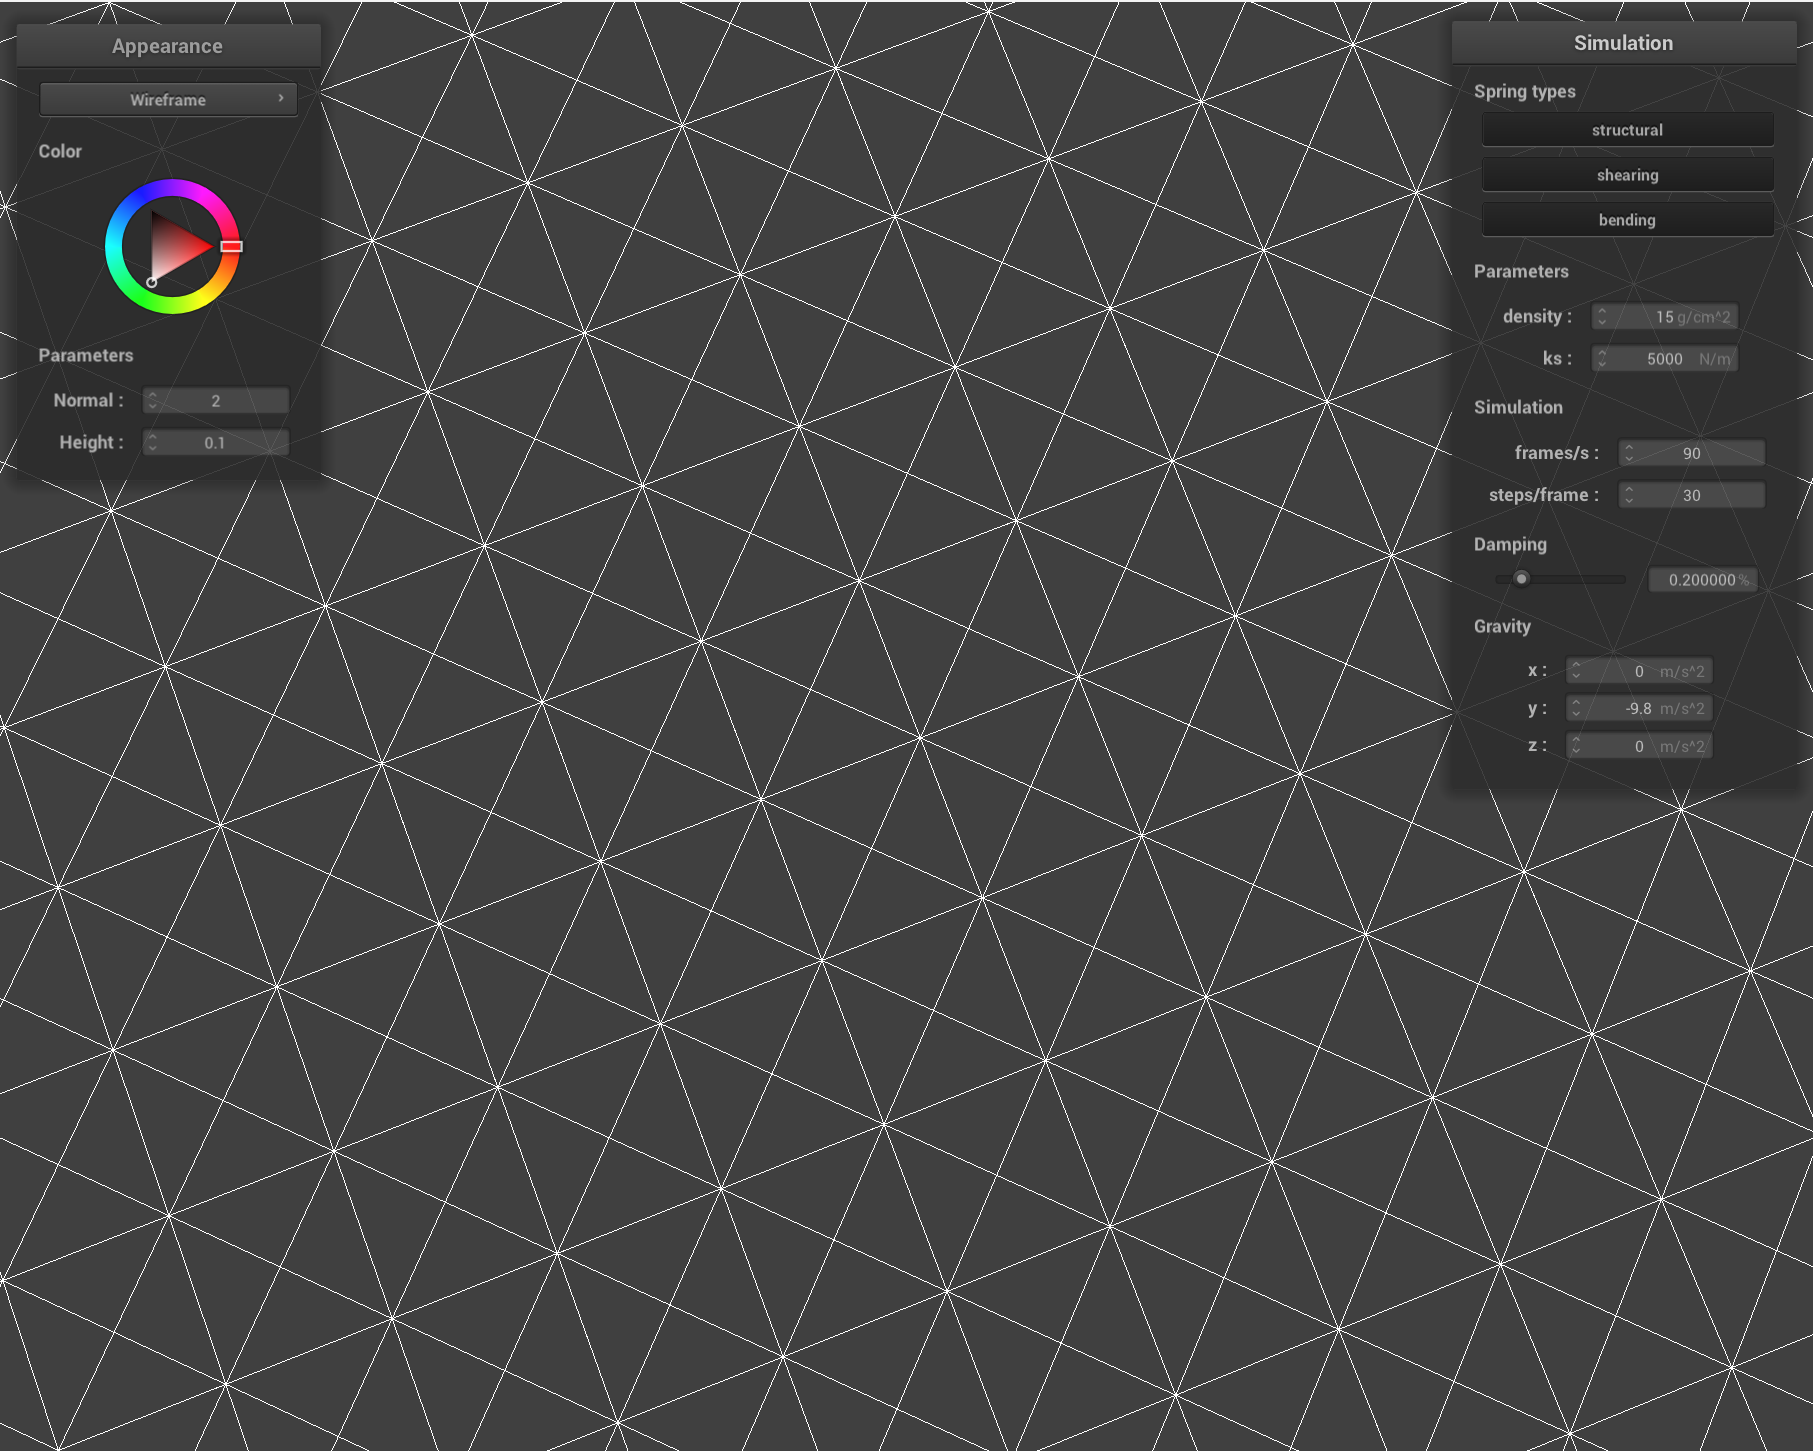 Appearance
Wireframe
Color
Parameters
Normal : 2
Height : 0.1
Simulation
Spring types
structural
shearing
bending
Parameters
density : 15 g/cm^2
ks : 5000 N/m
Simulation
frames/s : 90
steps/frame : 30
Damping
0.200000 %
Gravity
x : 0 m/s^2
y : -9.8 m/s^2
z : 0 m/s^2